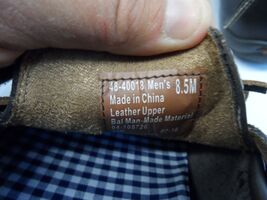 48-40018 Men's 8.5M
Made in China
Leather Upper
Bal Man-Made Material